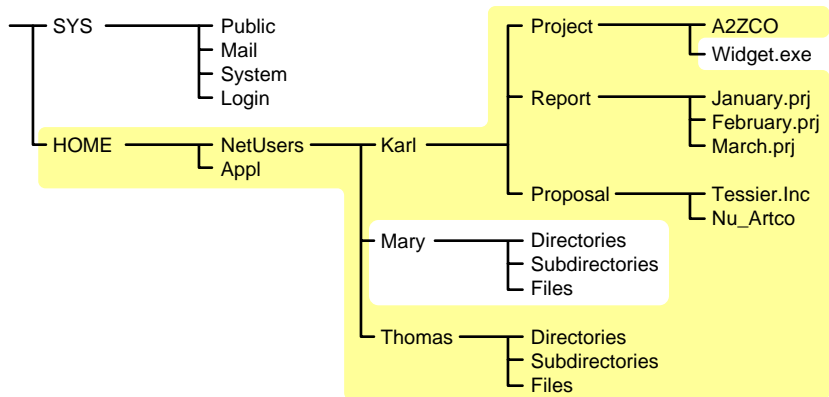 SYS
Public
Mail
System
Login
HOME
NetUsers
Appl
Karl
Project
A2ZCO
Widget.exe
Report
January.prj
February.prj
March.prj
Proposal
Tessier.Inc
Nu_Artco
Mary
Directories
Subdirectories
Files
Thomas
Directories
Subdirectories
Files